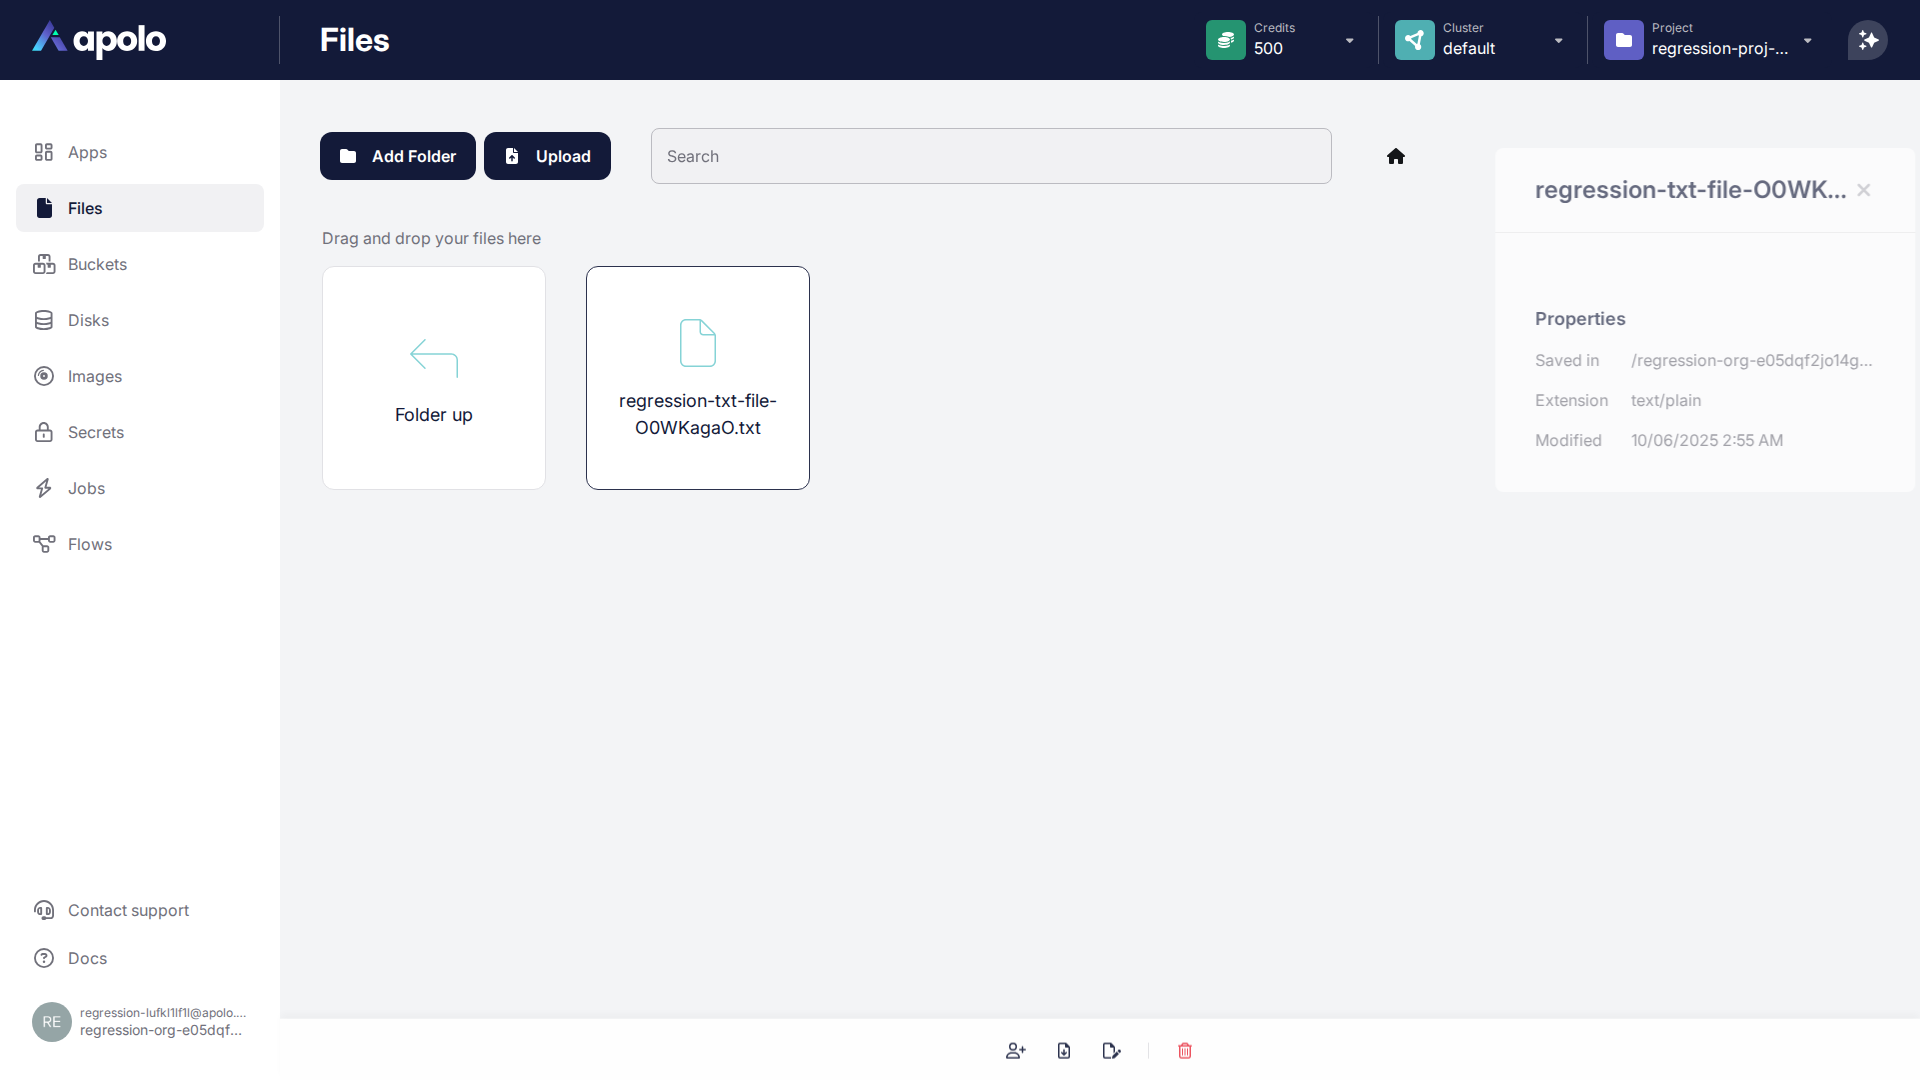 apolo
Files
Credits
500
Cluster
default
Project
regression-proj-...
Apps
Files
Buckets
Disks
Images
Secrets
Jobs
Flows
Contact support
Docs
RE
regression-lufkl1lf1l@apolo....
regression-org-e05dqf...
Add Folder
Upload
Search
Drag and drop your files here
Folder up
regression-txt-file-
O0WKagaO.txt
regression-txt-file-O0WK...
Properties
Saved in /regression-org-e05dqf2jo14g...
Extension text/plain
Modified 10/06/2025 2:55 AM